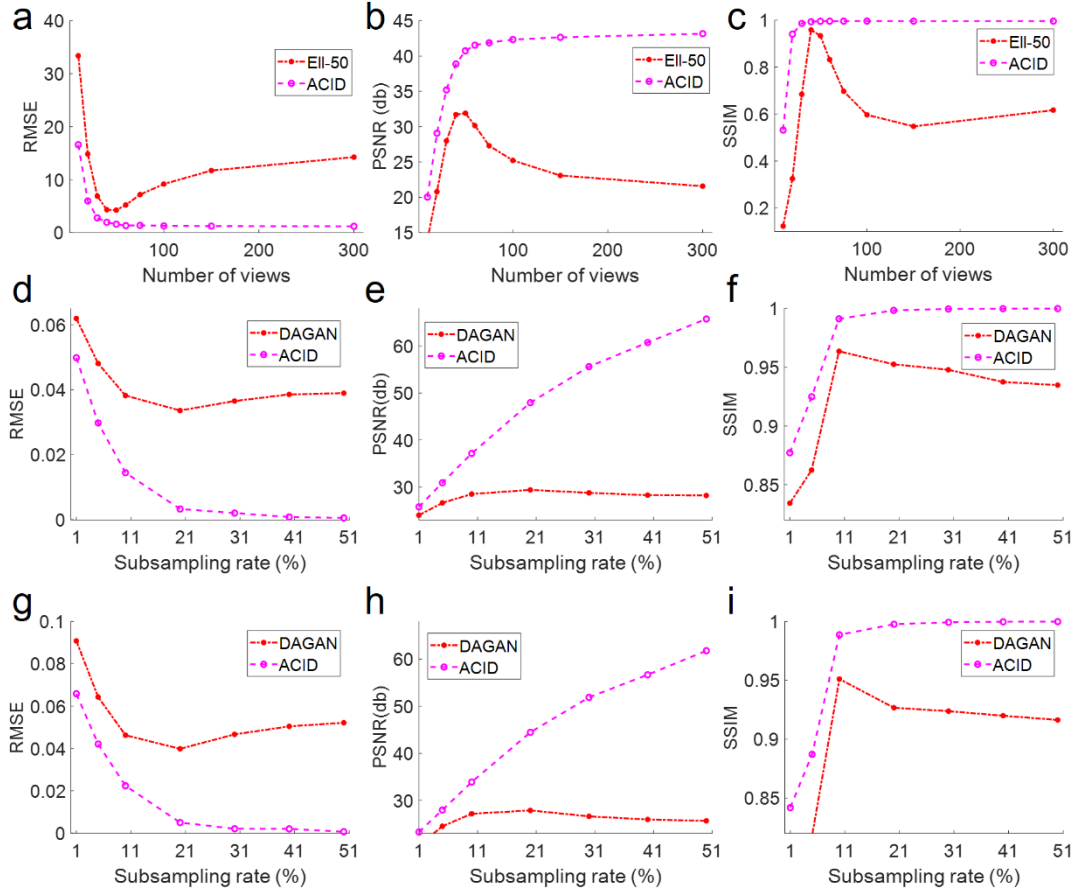 a
40
30
20
10
0
RMSE
Ell-50
ACID
100
200
300
Number of views
b
45
40
35
30
25
20
15
PSNR (db)
Ell-50
ACID
100
200
300
Number of views
c
1
0.8
0.6
0.4
0.2
SSIM
Ell-50
ACID
100
200
300
Number of views
d
0.06
0.04
0.02
0
RMSE
DAGAN
ACID
1
11
21
31
41
51
Subsampling rate (%)
e
60
50
40
30
PSNR(db)
DAGAN
ACID
1
11
21
31
41
51
Subsampling rate (%)
f
1
0.95
0.9
0.85
SSIM
DAGAN
ACID
1
11
21
31
41
51
Subsampling rate (%)
g
0.1
0.08
0.06
0.04
0.02
0
RMSE
DAGAN
ACID
1
11
21
31
41
51
Subsampling rate (%)
h
60
50
40
30
PSNR(db)
DAGAN
ACID
1
11
21
31
41
51
Subsampling rate (%)
i
1
0.95
0.9
0.85
SSIM
DAGAN
ACID
1
11
21
31
41
51
Subsampling rate (%)